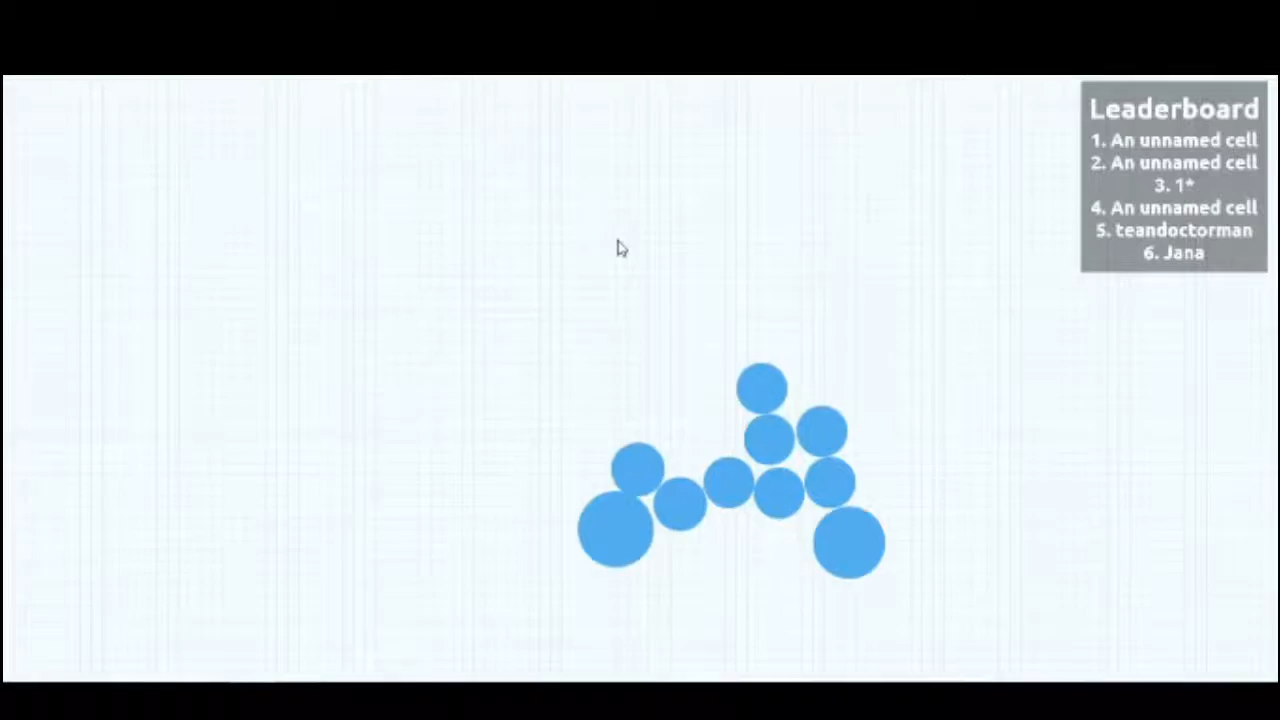 Leaderboard
1. An unnamed cell
2. An unnamed cell
3. 1*
4. An unnamed cell
5. teandoctorman
6. Jana